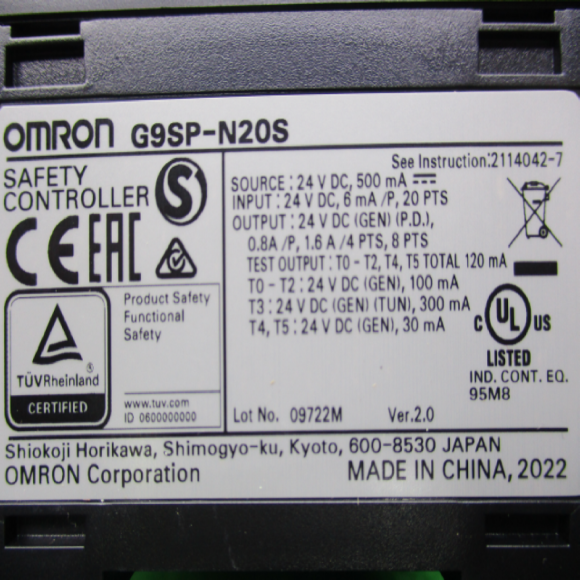 OMRON G9SP-N20S
See Instruction:2114042-7
SAFETY
CONTROLLER
S
SOURCE : 24 V DC, 500 mA
INPUT : 24 V DC, 6 mA /P, 20 PTS
OUTPUT : 24 V DC (GEN) (P.D.),
0.8A /P, 1.6 A /4 PTS, 8 PTS
TEST OUTPUT : T0 - T2, T4, T5 TOTAL 120 mA
T0 - T2 : 24 V DC (GEN), 100 mA
T3 : 24 V DC (GEN) (TUN), 300 mA
T4, T5 : 24 V DC (GEN), 30 mA
CE EAC
TÜVRheinland®
CERTIFIED
Product Safety
Functional
Safety
www.tuv.com
ID 0600000000
C UL US
LISTED
IND. CONT. EQ.
95M8
Lot No. 09722M Ver.2.0
Shiokoji Horikawa, Shimogyo-ku, Kyoto, 600-8530 JAPAN
OMRON Corporation MADE IN CHINA, 2022